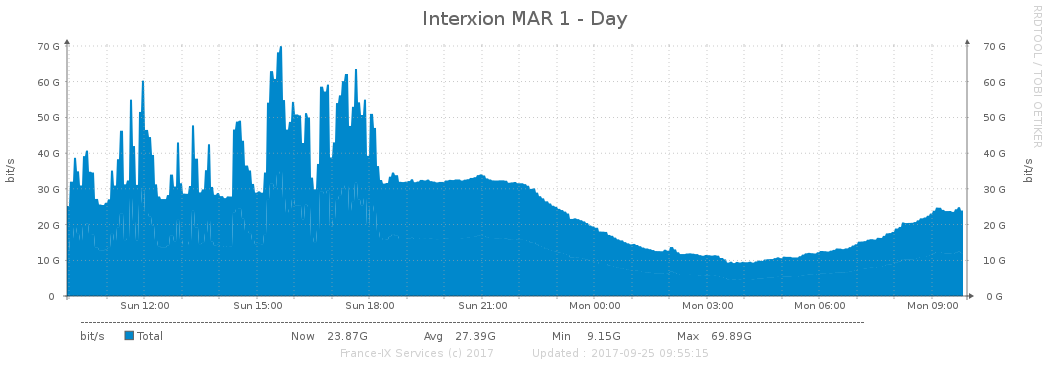 Interxion MAR 1 - Day
RRDTOOL / TOBI OETIKER
bit/s
70 G 70 G
60 G 60 G
50 G 50 G
40 G 40 G
30 G 30 G
20 G 20 G
10 G 10 G
0 0 G
bit/s
Sun 12:00 Sun 15:00 Sun 18:00 Sun 21:00 Mon 00:00 Mon 03:00 Mon 06:00 Mon 09:00
bit/s Total Now 23.87G Avg 27.39G Min 9.15G Max 69.89G
France-IX Services (c) 2017 Updated : 2017-09-25 09:55:15